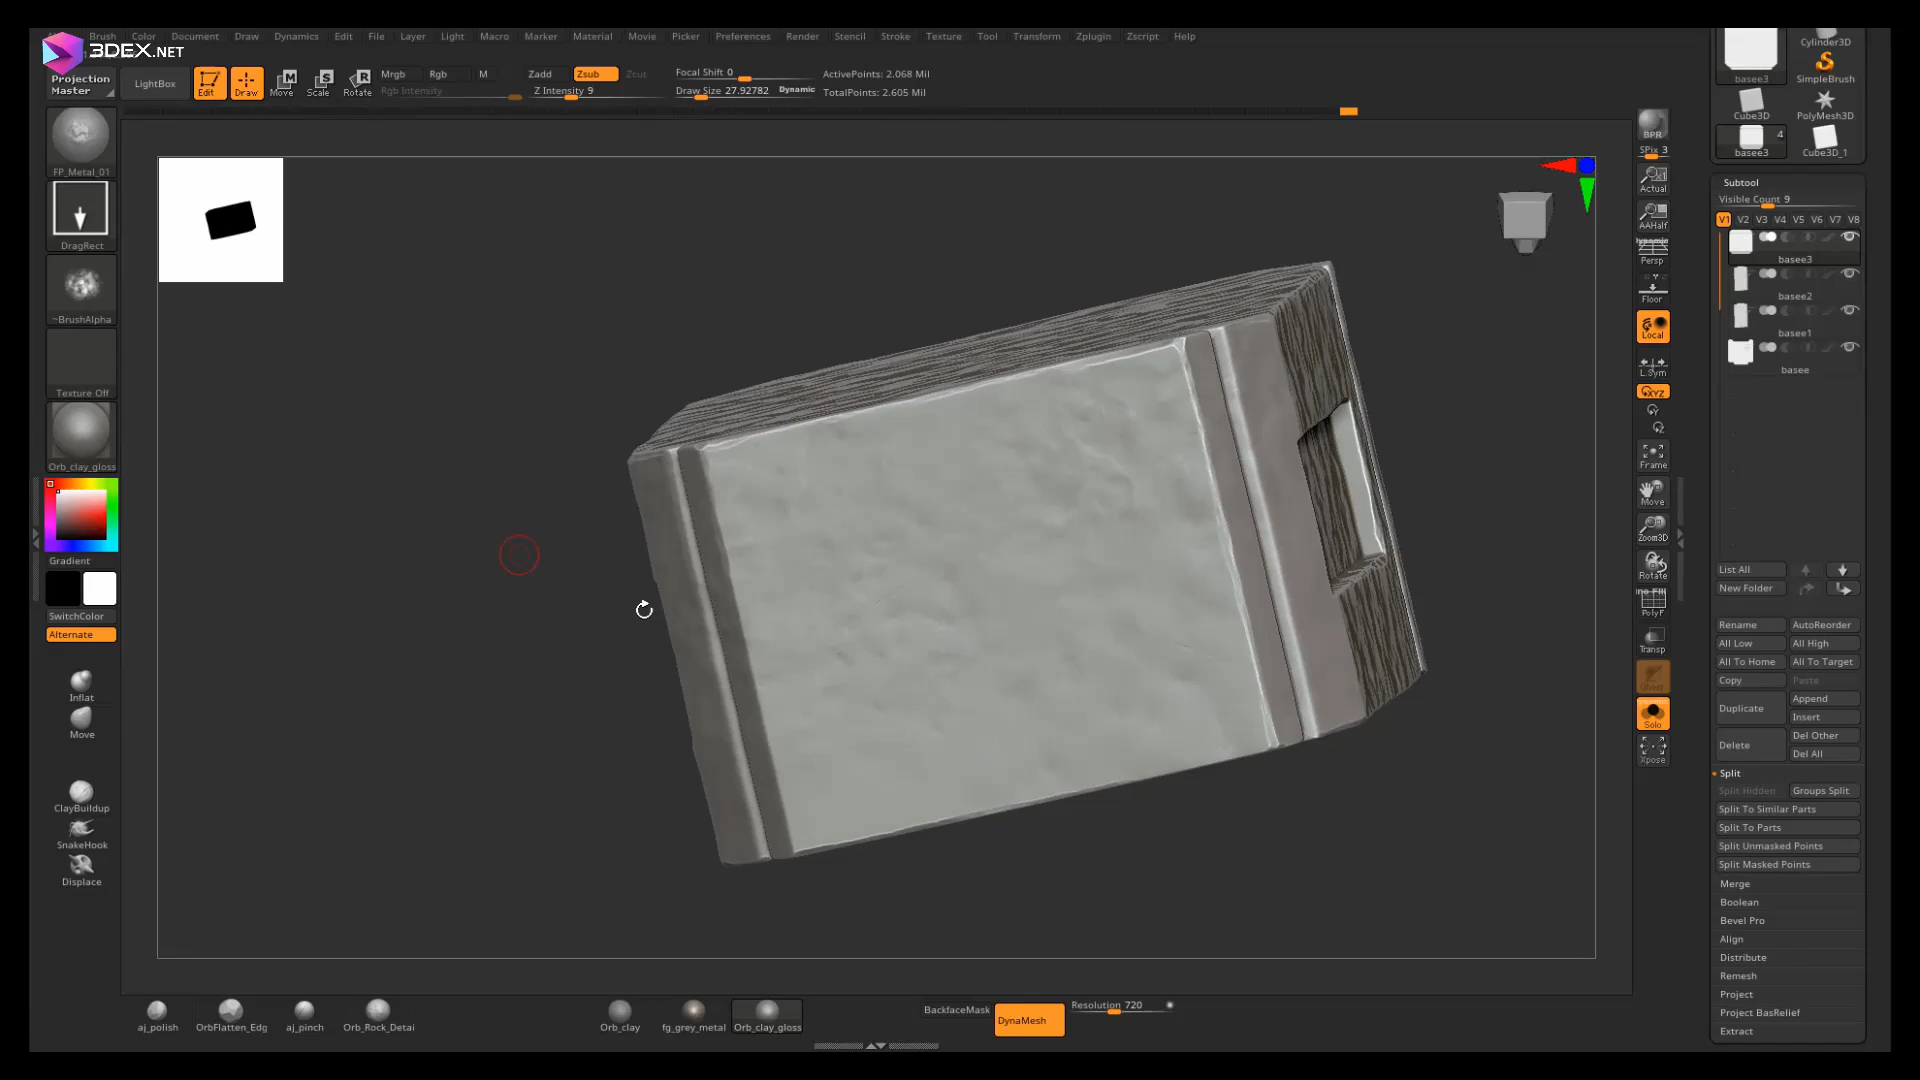 3DEX.NET
Brush Color Document Draw Dynamics Edit File Layer Light Macro Marker Material Movie Picker Preferences Render Stencil Stroke Texture Tool Transform Zplugin Zscript Help
Projection
Master
LightBox
Edit
Draw
Move
Scale
Rotate
Mrgb Rgb M
Rgb Intensity
Zadd Zsub Zcut
Z Intensity 9
Focal Shift 0
Draw Size 27.92782 Dynamic
ActivePoints: 2.068 Mil
TotalPoints: 2.605 Mil
FP_Metal_01
DragRect
~BrushAlpha
Texture Off
Orb_clay_gloss
Gradient
SwitchColor
Alternate
Inflat
Move
ClayBuildup
SnakeHook
Displace
BPR
SPix 3
Actual
AAHalf
Dynamic
Persp
Floor
Local
L.Sym
XYZ
Frame
Move
Zoom3D
Rotate
PolyF
Transp
Ghost
Solo
Xpose
basee3
Cylinder3D
SimpleBrush
Cube3D
PolyMesh3D
4
basee3
Cube3D_1
Subtool
Visible Count 9
V1 V2 V3 V4 V5 V6 V7 V8
basee3
basee2
basee1
basee
List All
New Folder
Rename AutoReorder
All Low All High
All To Home All To Target
Copy Paste
Duplicate Append
Insert
Delete Del Other
Del All
Split
Split Hidden Groups Split
Split To Similar Parts
Split To Parts
Split Unmasked Points
Split Masked Points
Merge
Boolean
Bevel Pro
Align
Distribute
Remesh
Project
Project BasRelief
Extract
aj_polish
OrbFlatten_Edg
aj_pinch
Orb_Rock_Detai
Orb_clay
fg_grey_metal
Orb_clay_gloss
BackfaceMask
DynaMesh
Resolution 720